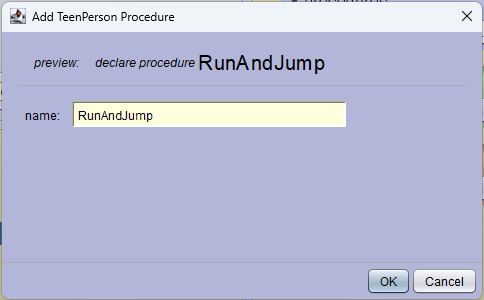 Add TeenPerson Procedure
preview: declare procedure RunAndJump
name: RunAndJump
OK Cancel